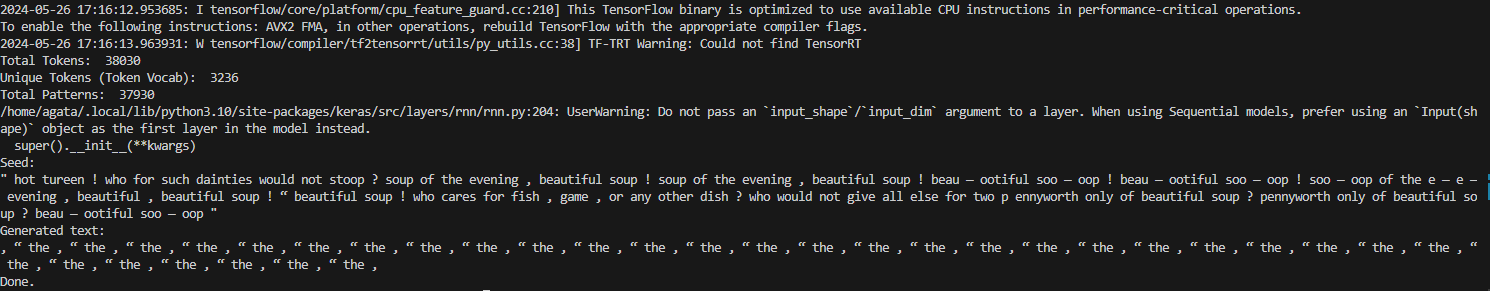 2024-05-26 17:16:12.953685: I tensorflow/core/platform/cpu_feature_guard.cc:210] This TensorFlow binary is optimized to use available CPU instructions in performance-critical operations.
To enable the following instructions: AVX2 FMA, in other operations, rebuild TensorFlow with the appropriate compiler flags.
2024-05-26 17:16:13.963931: W tensorflow/compiler/tf2tensorrt/utils/py_utils.cc:38] TF-TRT Warning: Could not find TensorRT
Total Tokens:  38030
Unique Tokens (Token Vocab):  3236
Total Patterns:  37930
/home/agata/.local/lib/python3.10/site-packages/keras/src/layers/rnn/rnn.py:204: UserWarning: Do not pass an `input_shape`/`input_dim` argument to a layer. When using Sequential models, prefer using an `Input(sh
ape)` object as the first layer in the model instead.
  super().__init__(**kwargs)
Seed:
" hot tureen ! who for such dainties would not stoop ? soup of the evening , beautiful soup ! soup of the evening , beautiful soup ! beau — ootiful soo — oop ! beau — ootiful soo — oop ! soo — oop of the e — e —
 evening , beautiful , beautiful soup ! “ beautiful soup ! who cares for fish , game , or any other dish ? who would not give all else for two p ennyworth only of beautiful soup ? pennyworth only of beautiful so
up ? beau — ootiful soo — oop "
Generated text:
, “ the , “ the , “ the , “ the , “ the , “ the , “ the , “ the , “ the , “ the , “ the , “ the , “ the , “ the , “ the , “ the , “ the , “ the , “ the , “ the , “ the , “ the , “ the , “ the , “ the , “ the , “
 the , “ the , “ the , “ the , “ the , “ the , “ the ,
Done.